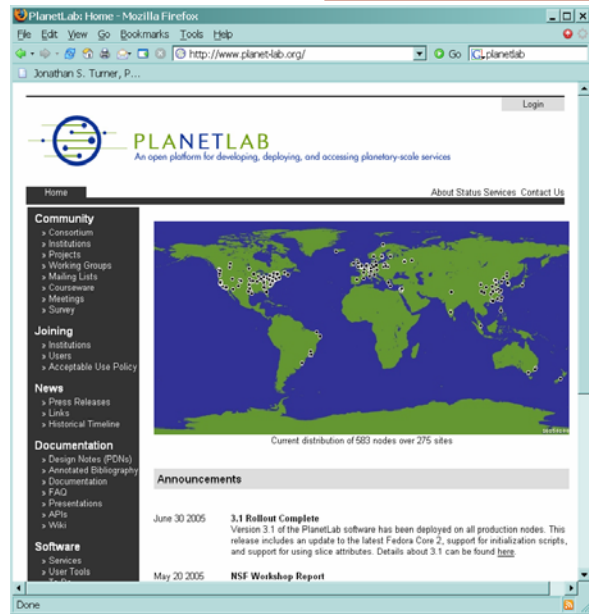 PlanetLab: Home - Mozilla Firefox
File Edit View Go Bookmarks Tools Help
http://www.planet-lab.org/ Go planetlab
Jonathan S. Turner, P...
Login
PLANETLAB
An open platform for developing, deploying, and accessing planetary-scale services
Home About Status Services Contact Us
Community
» Consortium
» Institutions
» Projects
» Working Groups
» Mailing Lists
» Courseware
» Meetings
» Survey
Joining
» Institutions
» Users
» Acceptable Use Policy
News
» Press Releases
» Links
» Historical Timeline
Documentation
» Design Notes (PDNs)
» Annotated Bibliography
» Documentation
» FAQ
» Presentations
» APIs
» Wiki
Software
» Services
» User Tools
Current distribution of 583 nodes over 275 sites
Announcements
June 30 2005 3.1 Rollout Complete
Version 3.1 of the PlanetLab software has been deployed on all production nodes. This
release includes an update to the latest Fedora Core 2, support for initialization scripts,
and support for using slice attributes. Details about 3.1 can be found here.
May 20 2005 NSF Workshop Report
Done